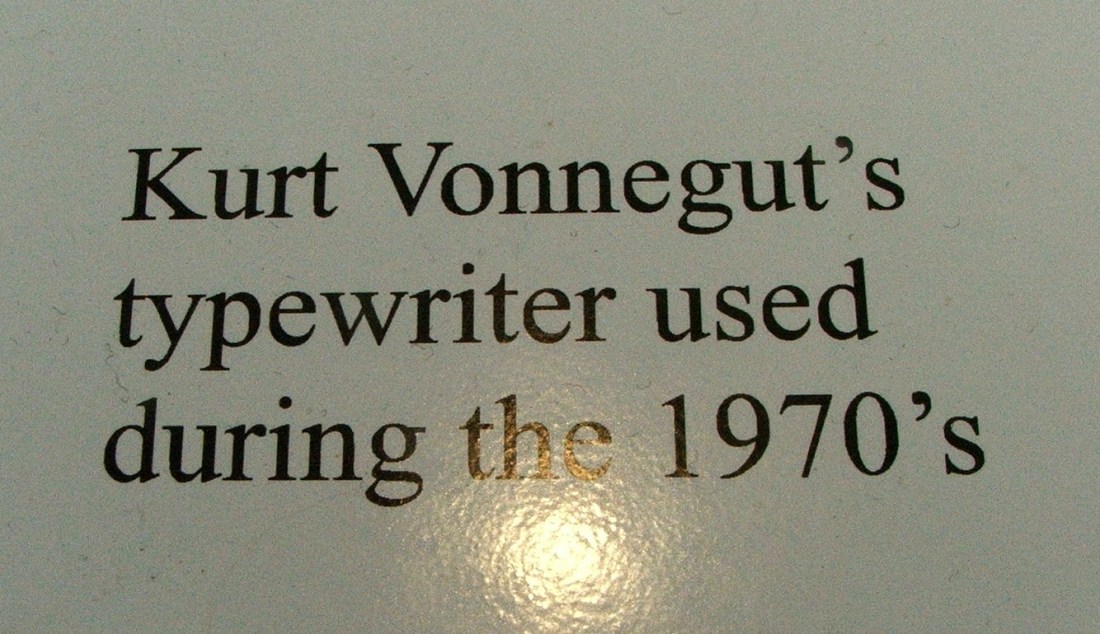 Kurt Vonnegut’s
typewriter used
during the 1970’s